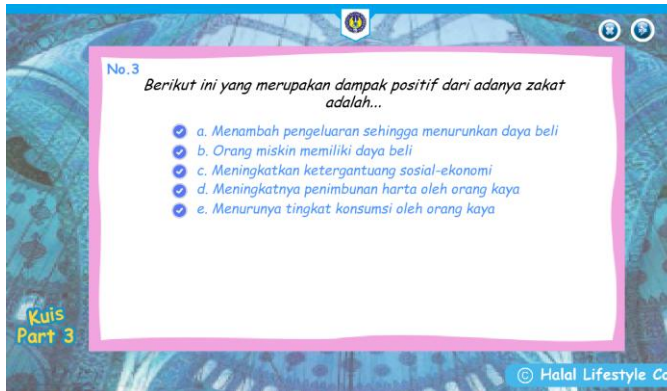 No.3
Berikut ini yang merupakan dampak positif dari adanya zakat
adalah...
a. Menambah pengeluaran sehingga menurunkan daya beli
b. Orang miskin memiliki daya beli
c. Meningkatkan ketergantuang sosial-ekonomi
d. Meningkatnya penimbunan harta oleh orang kaya
e. Menurunya tingkat konsumsi oleh orang kaya
Kuis
Part 3
© Halal Lifestyle